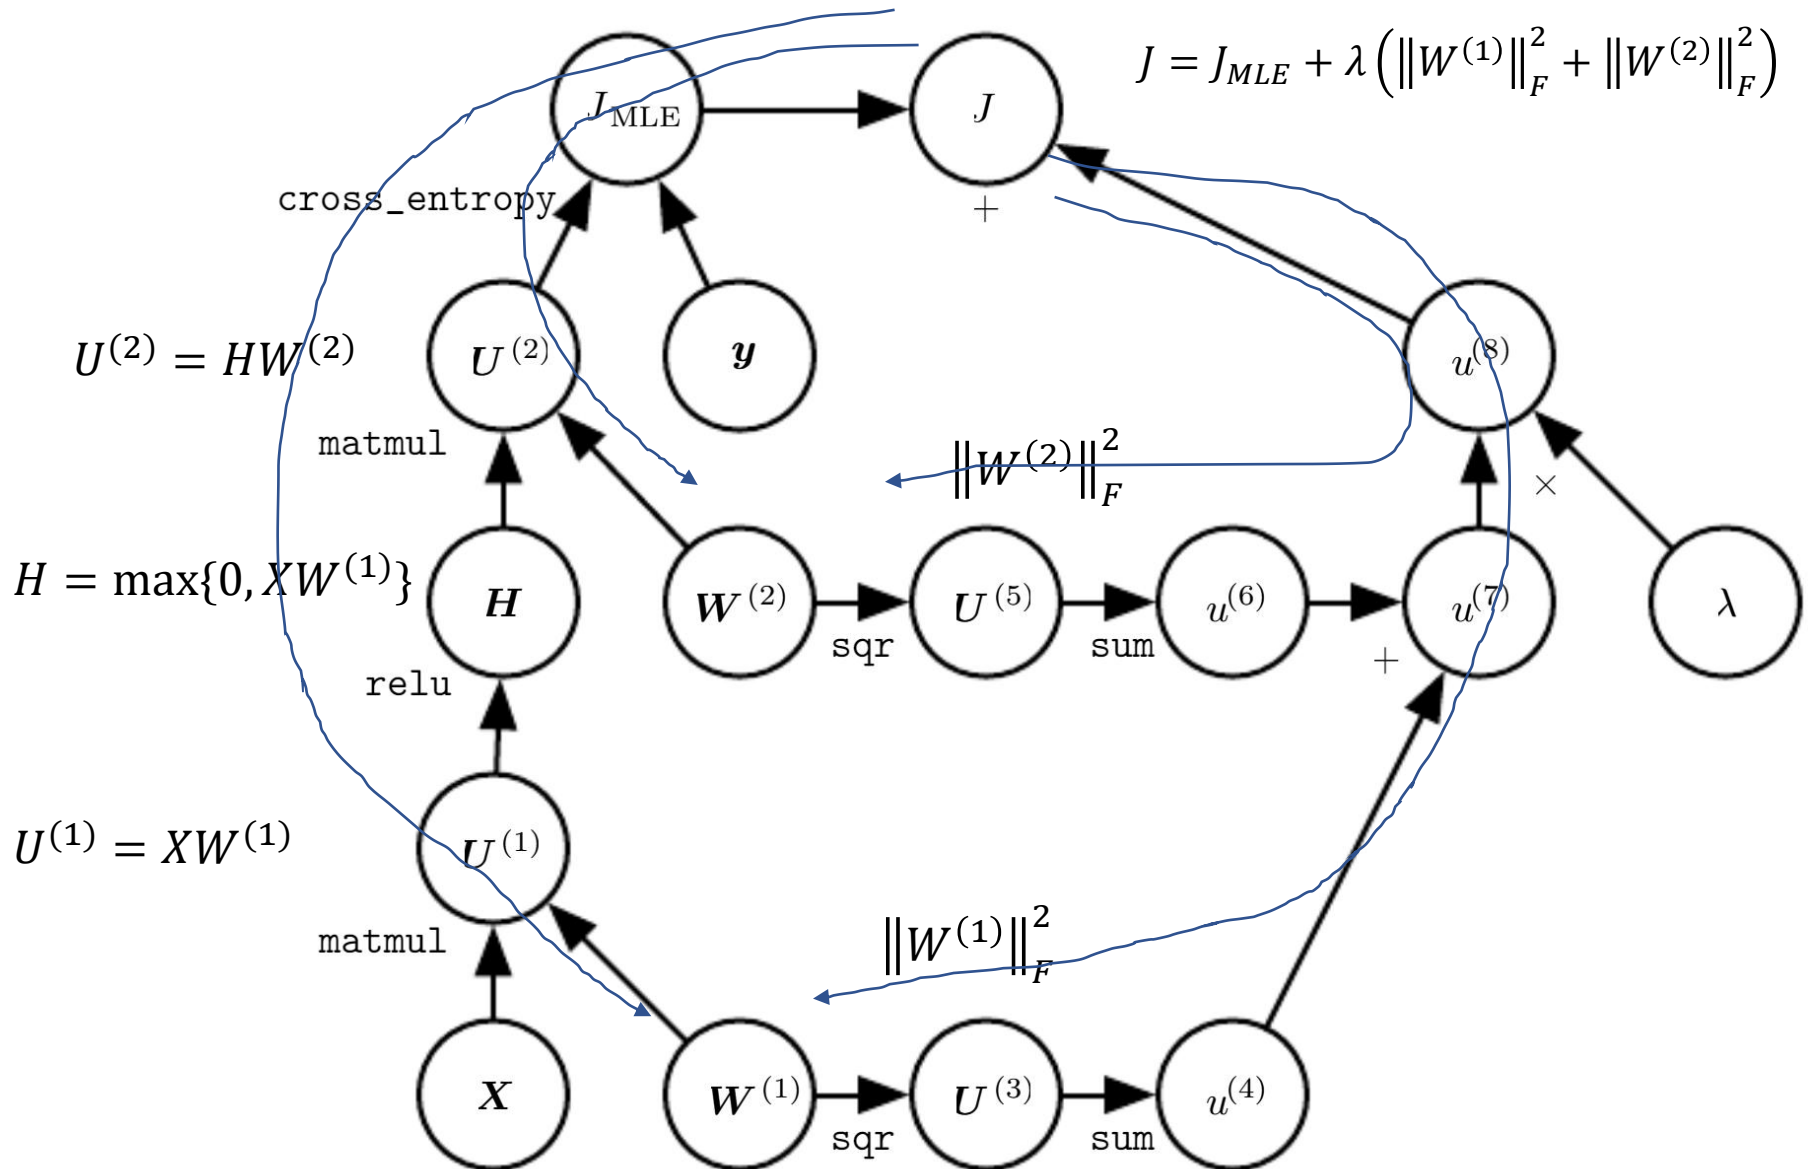 J_MLE
J
J = J_{MLE} + λ(‖W^{(1)}‖_F^2 + ‖W^{(2)}‖_F^2)
cross_entropy
+
U^{(2)} = HW^{(2)}
U^{(2)}
y
u^{(8)}
matmul
‖W^{(2)}‖_F^2
×
H = max{0, XW^{(1)}}
H
W^{(2)}
U^{(5)}
u^{(6)}
u^{(7)}
λ
sqr
sum
+
relu
U^{(1)} = XW^{(1)}
U^{(1)}
matmul
‖W^{(1)}‖_F^2
X
W^{(1)}
U^{(3)}
u^{(4)}
sqr
sum